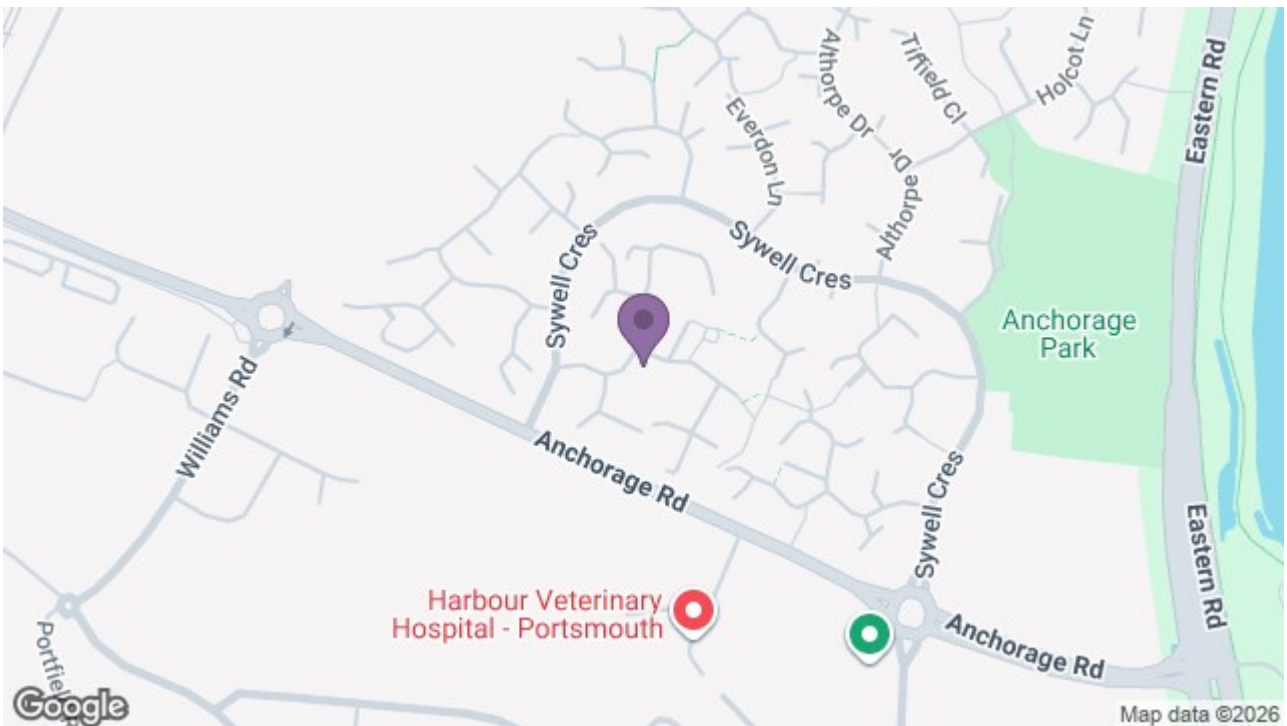 Althorpe Dr
Tiffield Cl
Holcot Ln
Eastern Rd
Everdon Ln
Althorpe Dr
Sywell Cres
Sywell Cres
Anchorage
Park
Williams Rd
Anchorage Rd
Sywell Cres
Eastern Rd
Harbour Veterinary
Hospital - Portsmouth
Anchorage Rd
Google
Map data ©2026